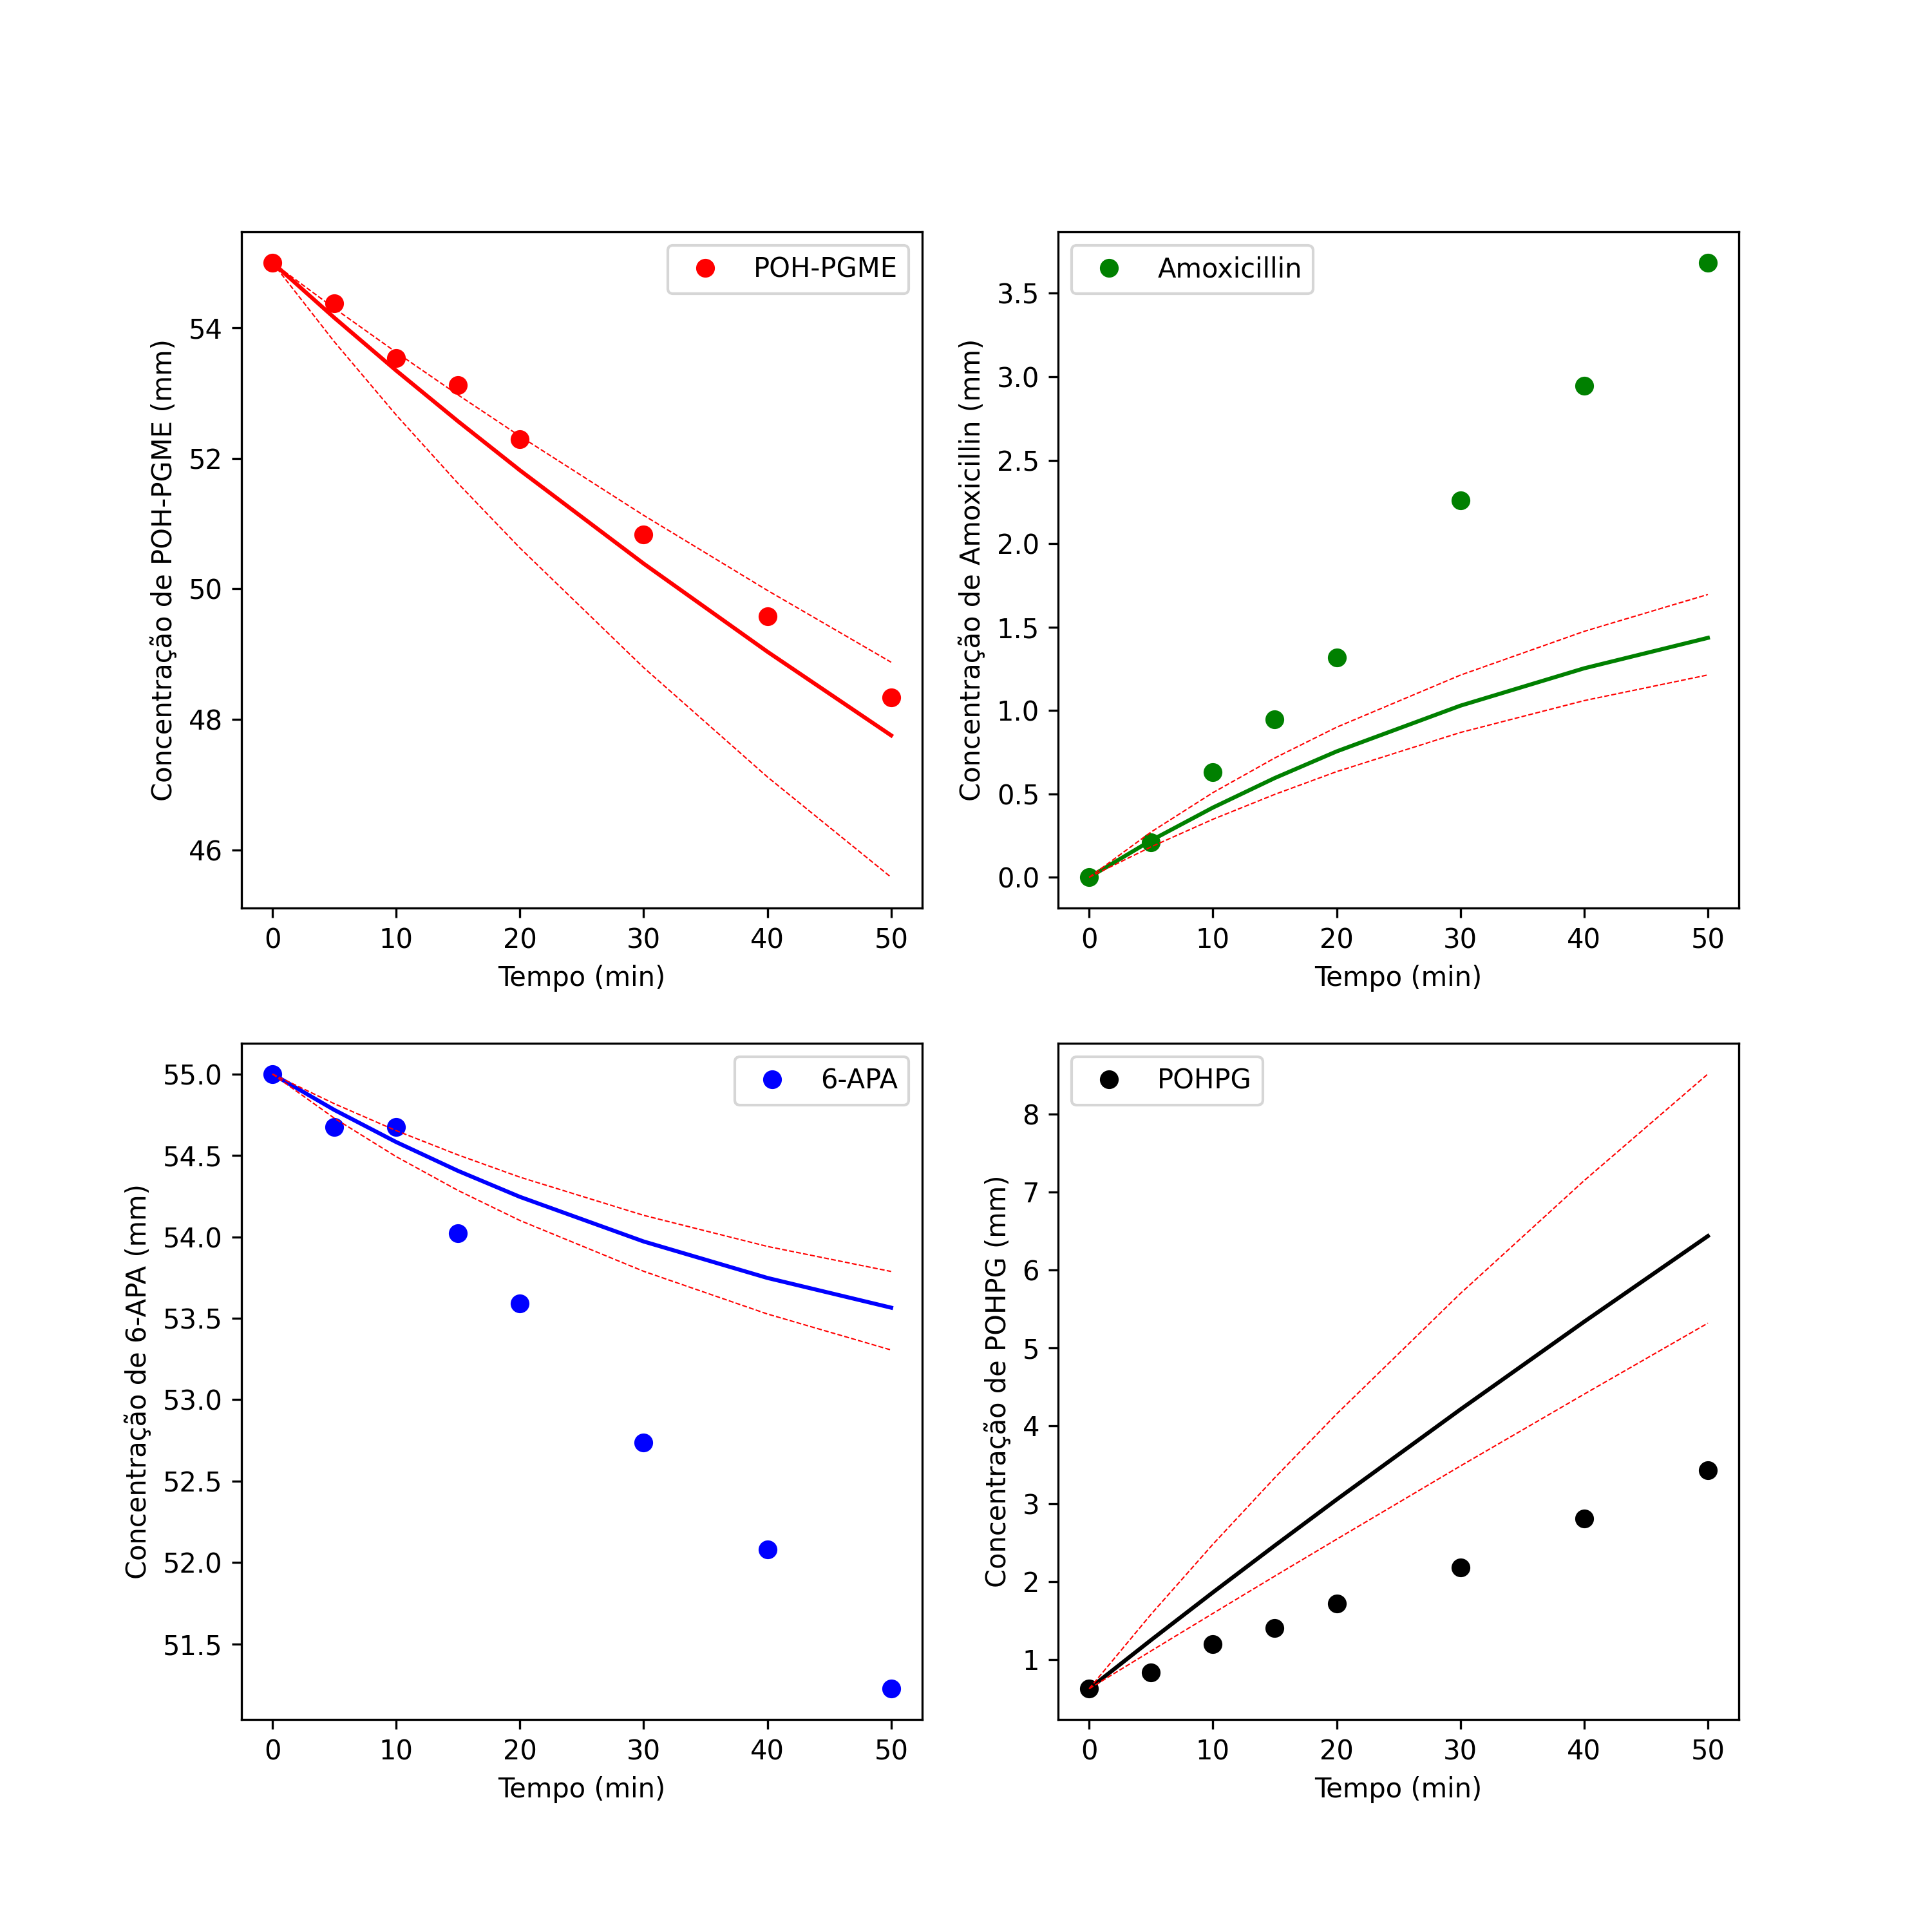 POH-PGME
Concentração de POH-PGME (mm)
54
52
50
48
46
0 10 20 30 40 50
Tempo (min)
Amoxicillin
Concentração de Amoxicillin (mm)
3.5
3.0
2.5
2.0
1.5
1.0
0.5
0.0
0 10 20 30 40 50
Tempo (min)
6-APA
Concentração de 6-APA (mm)
55.0
54.5
54.0
53.5
53.0
52.5
52.0
51.5
0 10 20 30 40 50
Tempo (min)
POHPG
Concentração de POHPG (mm)
8
7
6
5
4
3
2
1
0 10 20 30 40 50
Tempo (min)